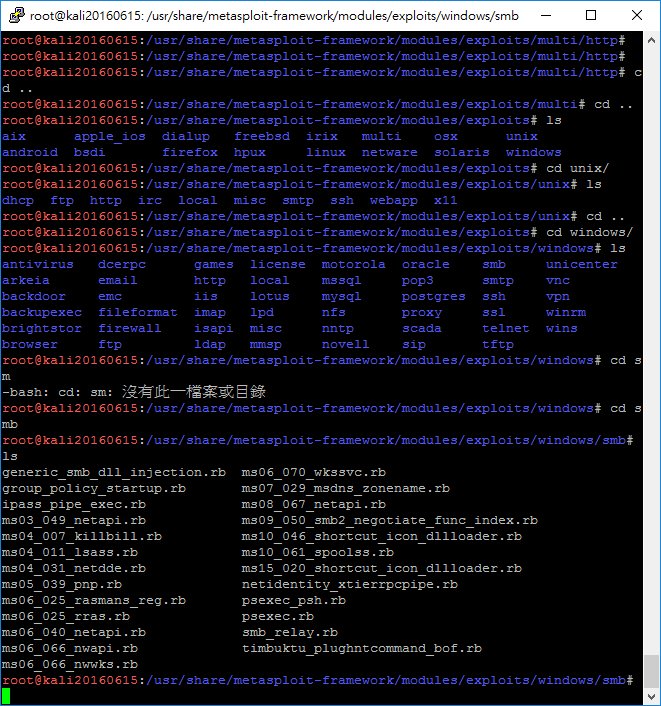 root@kali20160615: /usr/share/metasploit-framework/modules/exploits/windows/smb
root@kali20160615:/usr/share/metasploit-framework/modules/exploits/multi/http#
root@kali20160615:/usr/share/metasploit-framework/modules/exploits/multi/http#
root@kali20160615:/usr/share/metasploit-framework/modules/exploits/multi/http# c
d ..
root@kali20160615:/usr/share/metasploit-framework/modules/exploits/multi# cd ..
root@kali20160615:/usr/share/metasploit-framework/modules/exploits# ls
aix      apple_ios  dialup   freebsd  irix   multi    osx      unix
android  bsdi       firefox  hpux     linux  netware  solaris  windows
root@kali20160615:/usr/share/metasploit-framework/modules/exploits# cd unix/
root@kali20160615:/usr/share/metasploit-framework/modules/exploits/unix# ls
dhcp  ftp  http  irc  local  misc  smtp  ssh  webapp  x11
root@kali20160615:/usr/share/metasploit-framework/modules/exploits/unix# cd ..
root@kali20160615:/usr/share/metasploit-framework/modules/exploits# cd windows/
root@kali20160615:/usr/share/metasploit-framework/modules/exploits/windows# ls
antivirus   dcerpc      games  license  motorola  oracle    smb     unicenter
arkeia      email       http   local    mssql     pop3      smtp    vnc
backdoor    emc         iis    lotus    mysql     postgres  ssh     vpn
backupexec  fileformat  imap   lpd      nfs       proxy     ssl     winrm
brightstor  firewall    isapi  misc     nntp      scada     telnet  wins
browser     ftp         ldap   mmsp     novell    sip       tftp
root@kali20160615:/usr/share/metasploit-framework/modules/exploits/windows# cd s
m
-bash: cd: sm: 沒有此一檔案或目錄
root@kali20160615:/usr/share/metasploit-framework/modules/exploits/windows# cd s
mb
root@kali20160615:/usr/share/metasploit-framework/modules/exploits/windows/smb#
ls
generic_smb_dll_injection.rb  ms06_070_wkssvc.rb
group_policy_startup.rb       ms07_029_msdns_zonename.rb
ipass_pipe_exec.rb            ms08_067_netapi.rb
ms03_049_netapi.rb            ms09_050_smb2_negotiate_func_index.rb
ms04_007_killbill.rb          ms10_046_shortcut_icon_dllloader.rb
ms04_011_lsass.rb             ms10_061_spoolss.rb
ms04_031_netdde.rb            ms15_020_shortcut_icon_dllloader.rb
ms05_039_pnp.rb               netidentity_xtierrpcpipe.rb
ms06_025_rasmans_reg.rb       psexec_psh.rb
ms06_025_rras.rb              psexec.rb
ms06_040_netapi.rb            smb_relay.rb
ms06_066_nwapi.rb             timbuktu_plughntcommand_bof.rb
ms06_066_nwwks.rb
root@kali20160615:/usr/share/metasploit-framework/modules/exploits/windows/smb#